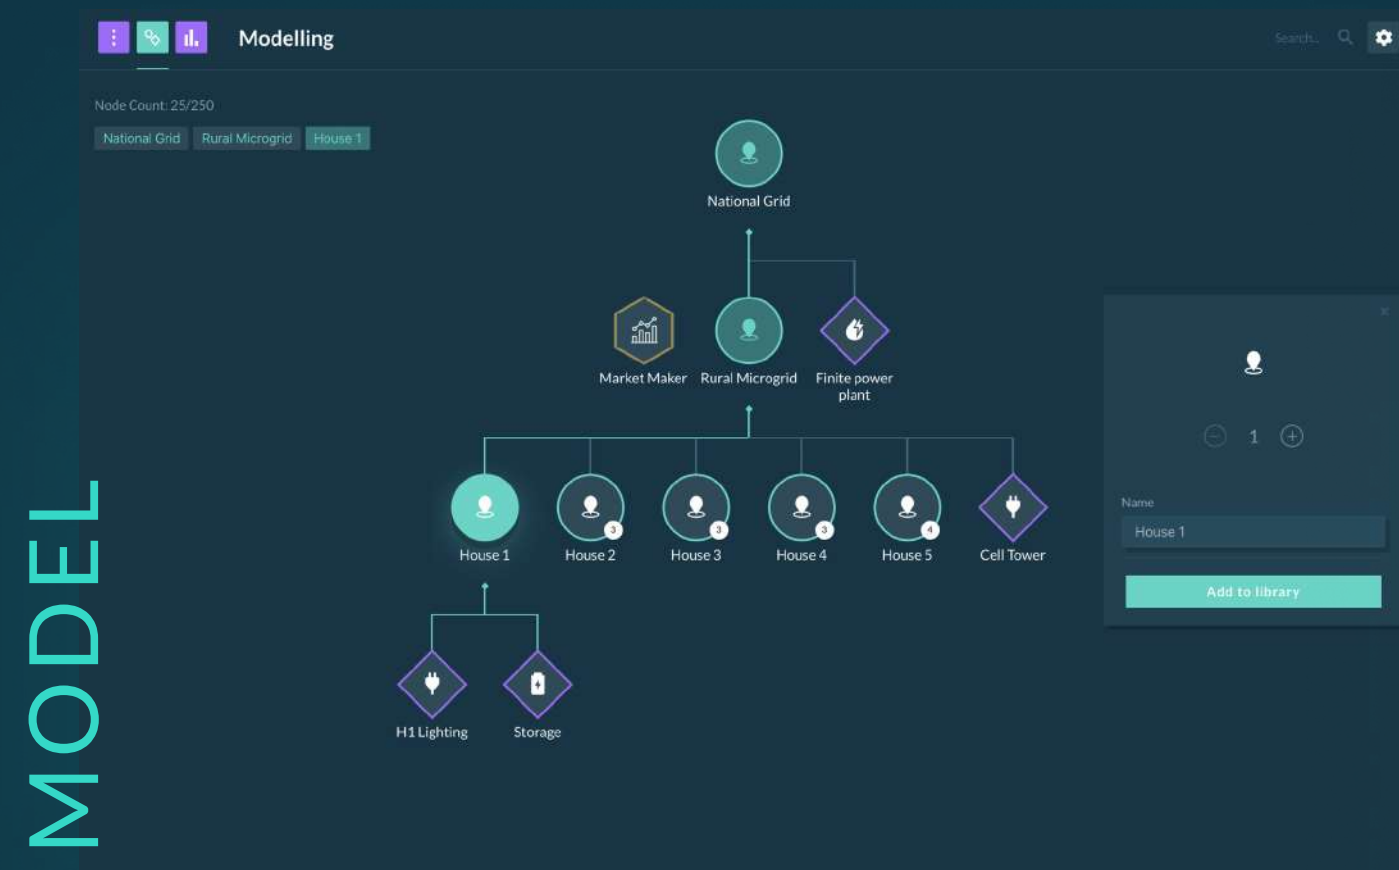 Modelling
Search...
Node Count: 25/250
National Grid
Rural Microgrid
House 1
National Grid
Market Maker
Rural Microgrid
Finite power
plant
1
Name
House 1
Add to library
3
3
3
4
House 1
House 2
House 3
House 4
House 5
Cell Tower
H1 Lighting
Storage
MODEL